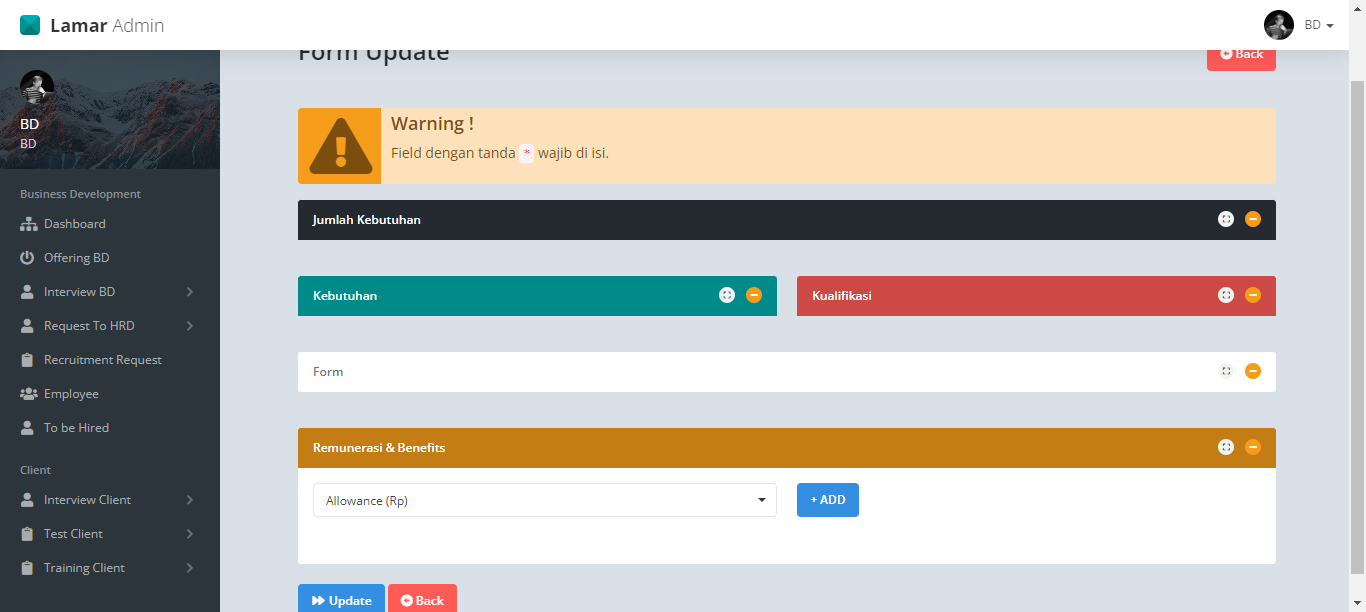 Lamar Admin
BD
Form Update
Back
BD
BD
Business Development
Dashboard
Offering BD
Interview BD
Request To HRD
Recruitment Request
Employee
To be Hired
Client
Interview Client
Test Client
Training Client
Warning !
Field dengan tanda * wajib di isi.
Jumlah Kebutuhan
Kebutuhan
Kualifikasi
Form
Remunerasi & Benefits
Allowance (Rp)
+ ADD
Update
Back